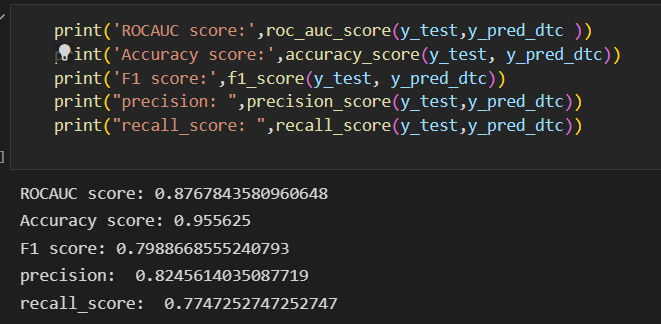 print('ROCAUC score:',roc_auc_score(y_test,y_pred_dtc ))
print('Accuracy score:',accuracy_score(y_test, y_pred_dtc))
print('F1 score:',f1_score(y_test, y_pred_dtc))
print("precision: ",precision_score(y_test,y_pred_dtc))
print("recall_score: ",recall_score(y_test,y_pred_dtc))
]
ROCAUC score: 0.8767843580960648
Accuracy score: 0.955625
F1 score: 0.7988668555240793
precision:  0.8245614035087719
recall_score:  0.7747252747252747